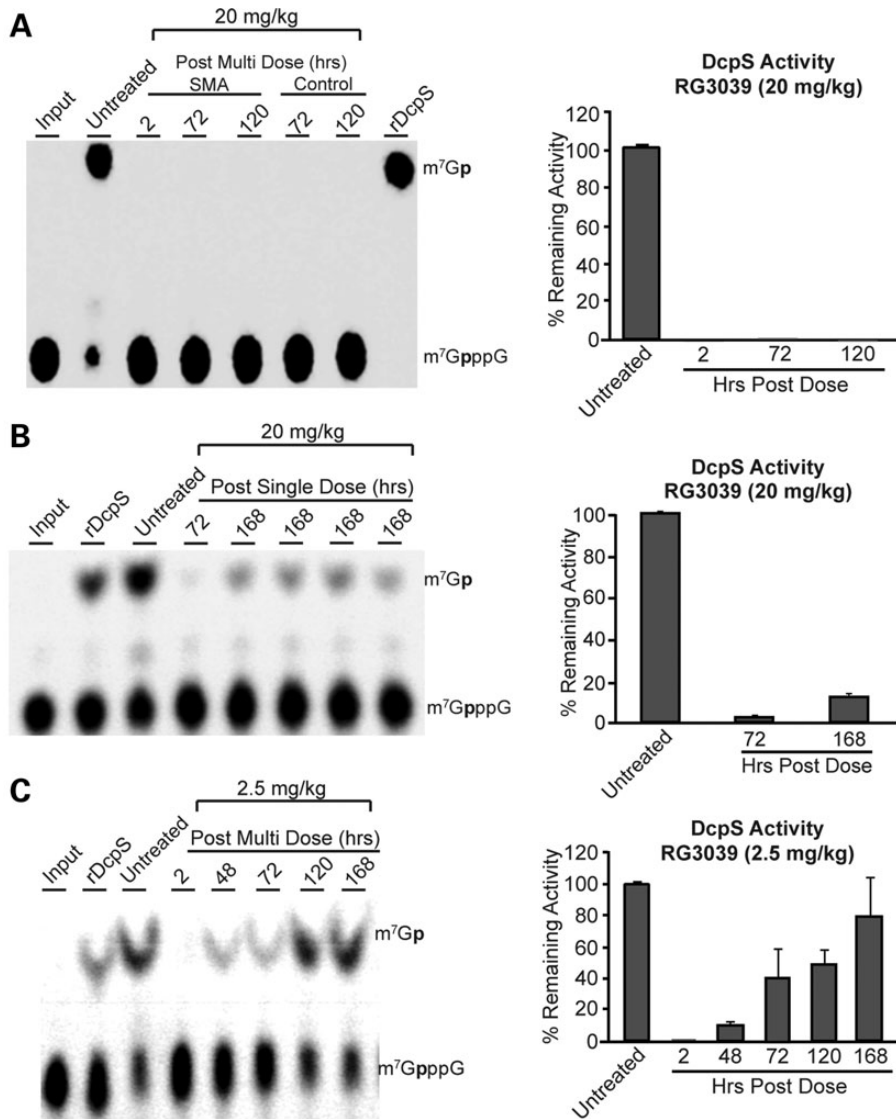 A
20 mg/kg
Post Multi Dose (hrs)
SMA Control
Input Untreated 2 72 120 72 120 rDcpS
m⁷Gp
m⁷GpppG
DcpS Activity
RG3039 (20 mg/kg)
% Remaining Activity
120
100
80
60
40
20
0
Untreated 2 72 120
Hrs Post Dose
B
20 mg/kg
Post Single Dose (hrs)
Input rDcpS Untreated 72 168 168 168 168
m⁷Gp
m⁷GpppG
DcpS Activity
RG3039 (20 mg/kg)
% Remaining Activity
100
80
60
40
20
0
Untreated 72 168
Hrs Post Dose
C
2.5 mg/kg
Post Multi Dose (hrs)
Input rDcpS Untreated 2 48 72 120 168
m⁷Gp
m⁷GpppG
DcpS Activity
RG3039 (2.5 mg/kg)
% Remaining Activity
120
100
80
60
40
20
0
Untreated 2 48 72 120 168
Hrs Post Dose